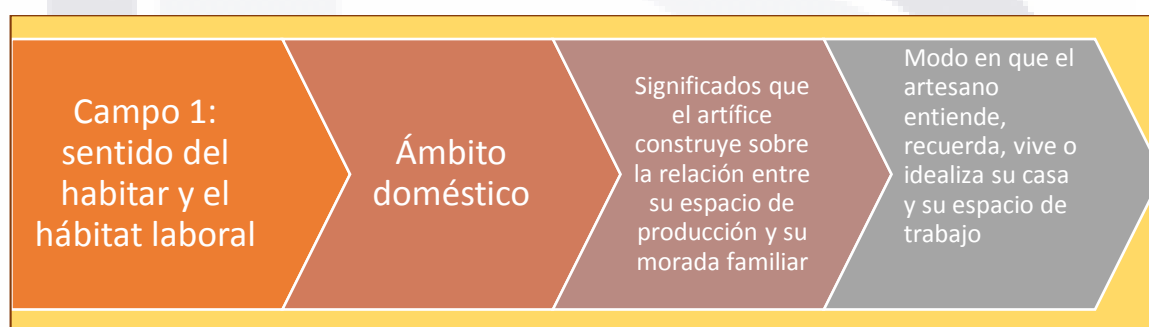 Campo 1:
sentido del
habitar y el
hábitat laboral
Ámbito
doméstico
Significados que
el artífice
construye sobre
la relación entre
su espacio de
producción y su
morada familiar
Modo en que el
artesano
entiende,
recuerda, vive o
idealiza su casa
y su espacio de
trabajo